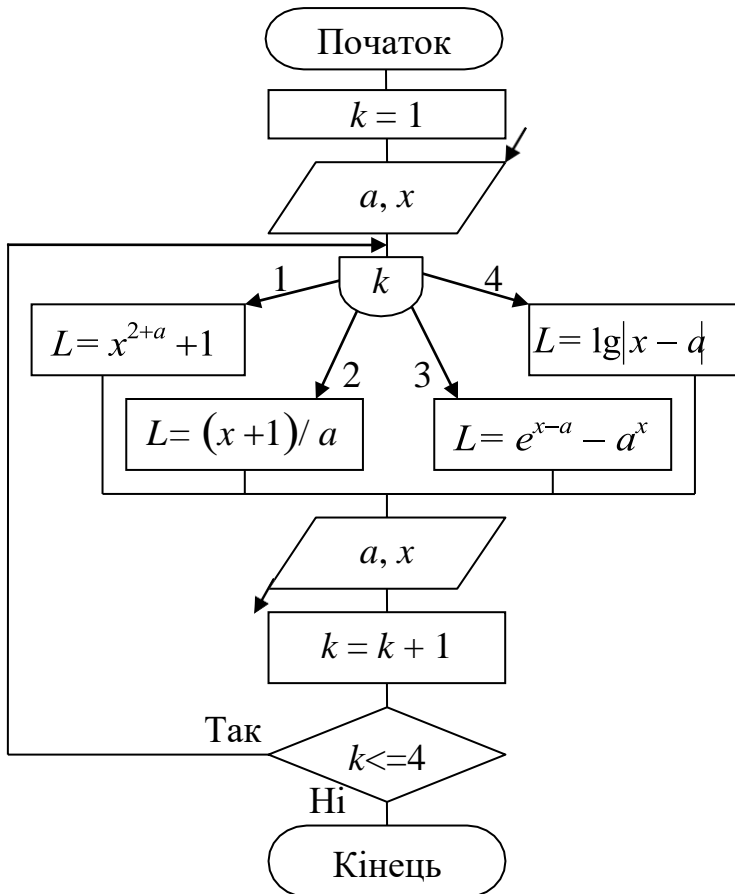 Початок
k = 1
a, x
k
1
4
L= x^{2+a} +1
L= lg|x − a|
2
3
L= (x +1)/ a
L= e^{x−a} − a^x
a, x
k = k + 1
Так
k<=4
Ні
Кінець